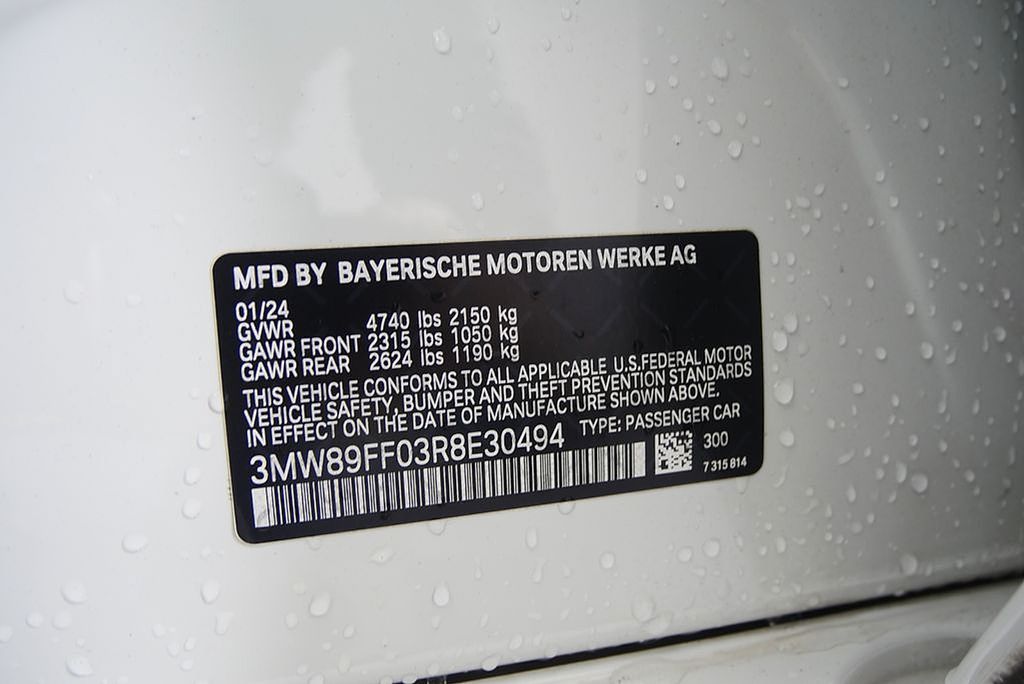 MFD BY BAYERISCHE MOTOREN WERKE AG
01/24
GVWR 4740 lbs 2150 kg
GAWR FRONT 2315 lbs 1050 kg
GAWR REAR 2624 lbs 1190 kg
THIS VEHICLE CONFORMS TO ALL APPLICABLE U.S.FEDERAL MOTOR
VEHICLE SAFETY, BUMPER AND THEFT PREVENTION STANDARDS
IN EFFECT ON THE DATE OF MANUFACTURE SHOWN ABOVE.
3MW89FF03R8E30494 TYPE: PASSENGER CAR
300
7 315 814